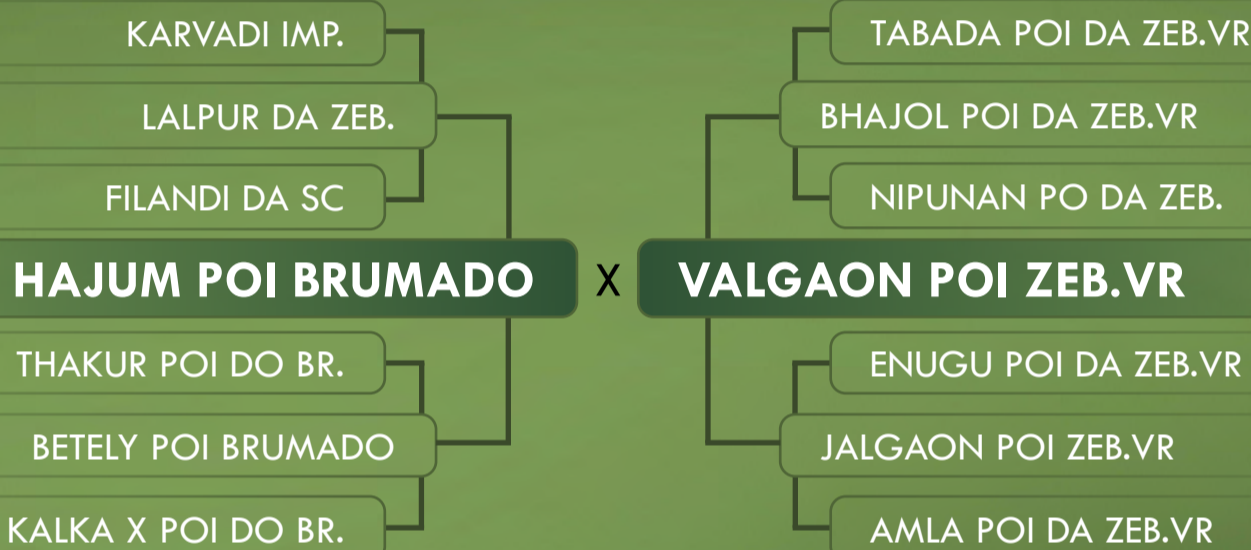 KARVADI IMP.
LALPUR DA ZEB.
FILANDI DA SC
HAJUM POI BRUMADO
THAKUR POI DO BR.
BETELY POI BRUMADO
KALKA X POI DO BR.
X
TABADA POI DA ZEB.VR
BHAJOL POI DA ZEB.VR
NIPUNAN PO DA ZEB.
VALGAON POI ZEB.VR
ENUGU POI DA ZEB.VR
JALGAON POI ZEB.VR
AMLA POI DA ZEB.VR